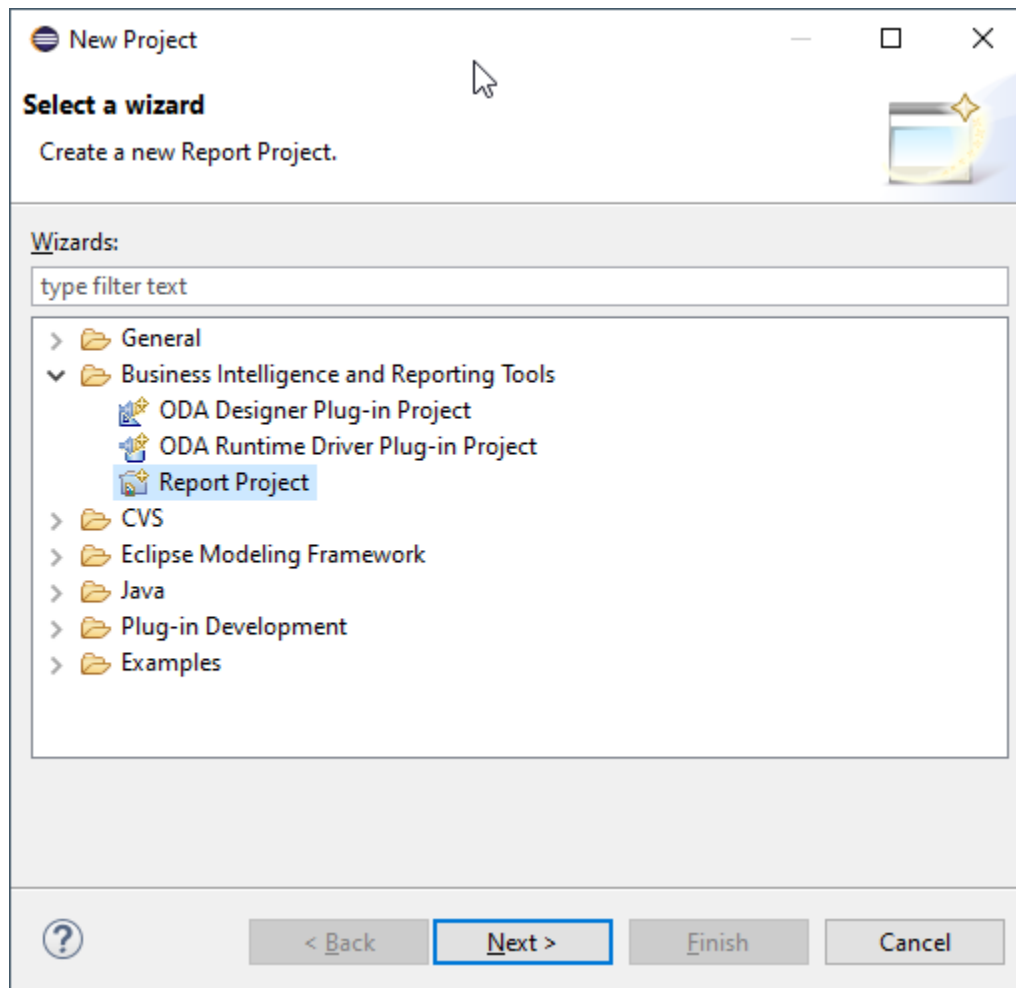 New Project
Select a wizard
Create a new Report Project.
Wizards:
type filter text
General
Business Intelligence and Reporting Tools
ODA Designer Plug-in Project
ODA Runtime Driver Plug-in Project
Report Project
CVS
Eclipse Modeling Framework
Java
Plug-in Development
Examples
? < Back Next > Finish Cancel